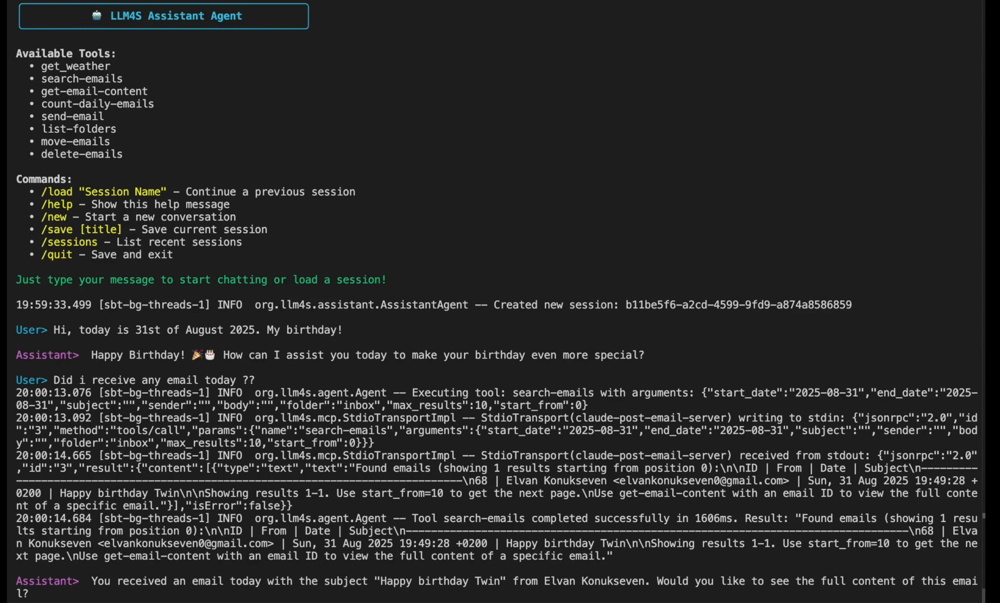 🤖 LLM4S Assistant Agent
Available Tools:
• get_weather
• search-emails
• get-email-content
• count-daily-emails
• send-email
• list-folders
• move-emails
• delete-emails
Commands:
• /load "Session Name" - Continue a previous session
• /help - Show this help message
• /new - Start a new conversation
• /save [title] - Save current session
• /sessions - List recent sessions
• /quit - Save and exit
Just type your message to start chatting or load a session!
19:59:33.499 [sbt-bg-threads-1] INFO  org.llm4s.assistant.AssistantAgent -- Created new session: b11be5f6-a2cd-4599-9fd9-a874a8586859
User> Hi, today is 31st of August 2025. My birthday!
Assistant>  Happy Birthday! 🎉🎂 How can I assist you today to make your birthday even more special?
User> Did i receive any email today ??
20:00:13.076 [sbt-bg-threads-1] INFO  org.llm4s.agent.Agent -- Executing tool: search-emails with arguments: {"start_date":"2025-08-31","end_date":"2025-
08-31","subject":"","sender":"","body":"","folder":"inbox","max_results":10,"start_from":0}
20:00:13.092 [sbt-bg-threads-1] INFO  org.llm4s.mcp.StdioTransportImpl -- StdioTransport(claude-post-email-server) writing to stdin: {"jsonrpc":"2.0","id
":"3","method":"tools/call","params":{"name":"search-emails","arguments":{"start_date":"2025-08-31","end_date":"2025-08-31","subject":"","sender":"","bod
y":"","folder":"inbox","max_results":10,"start_from":0}}}
20:00:14.665 [sbt-bg-threads-1] INFO  org.llm4s.mcp.StdioTransportImpl -- StdioTransport(claude-post-email-server) received from stdout: {"jsonrpc":"2.0"
,"id":"3","result":{"content":[{"type":"text","text":"Found emails (showing 1 results starting from position 0):\n\nID | From | Date | Subject\n---------
-----------------------------------------------------------------------\n68 | Elvan Konukseven <elvankonukseven0@gmail.com> | Sun, 31 Aug 2025 19:49:28 +
0200 | Happy birthday Twin\n\nShowing results 1-1. Use start_from=10 to get the next page.\nUse get-email-content with an email ID to view the full conte
nt of a specific email."}],"isError":false}}
20:00:14.684 [sbt-bg-threads-1] INFO  org.llm4s.agent.Agent -- Tool search-emails completed successfully in 1606ms. Result: "Found emails (showing 1 resu
lts starting from position 0):\n\nID | From | Date | Subject\n--------------------------------------------------------------------------------\n68 | Elva
n Konukseven <elvankonukseven0@gmail.com> | Sun, 31 Aug 2025 19:49:28 +0200 | Happy birthday Twin\n\nShowing results 1-1. Use start_from=10 to get the ne
xt page.\nUse get-email-content with an email ID to view the full content of a specific email."
Assistant>  You received an email today with the subject "Happy birthday Twin" from Elvan Konukseven. Would you like to see the full content of this emai
l?